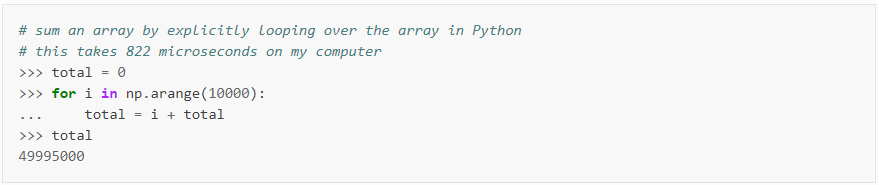 # sum an array by explicitly looping over the array in Python
# this takes 822 microseconds on my computer
>>> total = 0
>>> for i in np.arange(10000):
...     total = i + total
>>> total
49995000